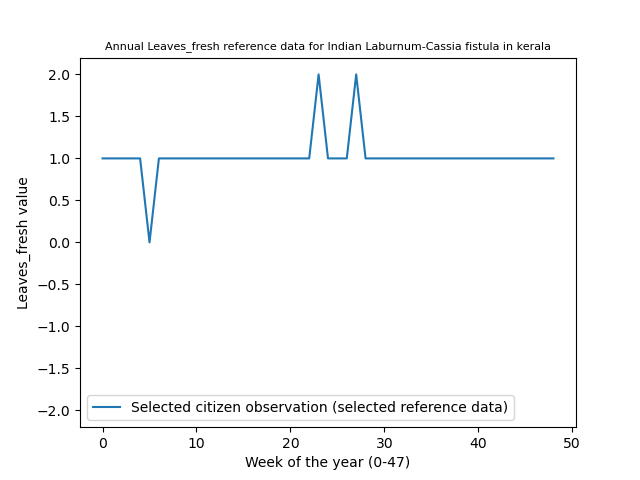 Annual Leaves_fresh reference data for Indian Laburnum-Cassia fistula in kerala
2.0
1.5
1.0
0.5
0.0
−0.5
−1.0
−1.5
−2.0
Leaves_fresh value
Selected citizen observation (selected reference data)
0 10 20 30 40 50
Week of the year (0-47)